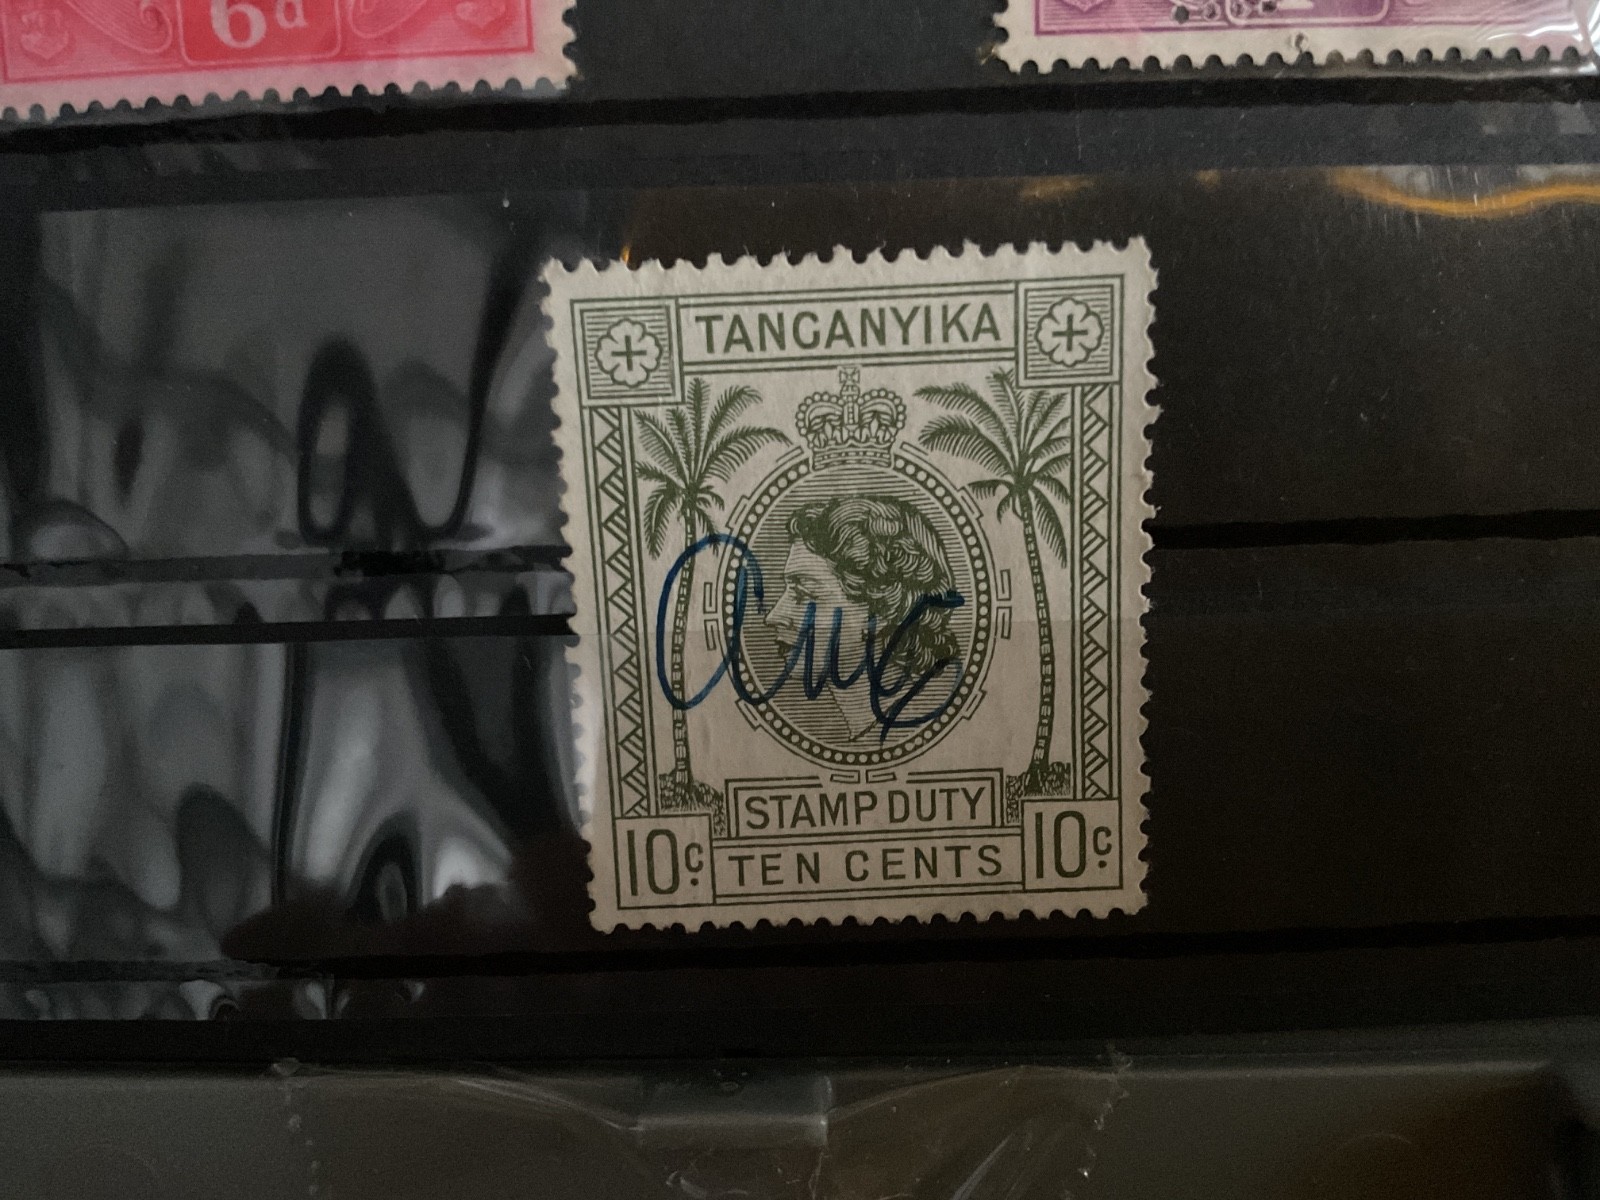 6d
TANGANYIKA
STAMP DUTY
10c 10c
TEN CENTS